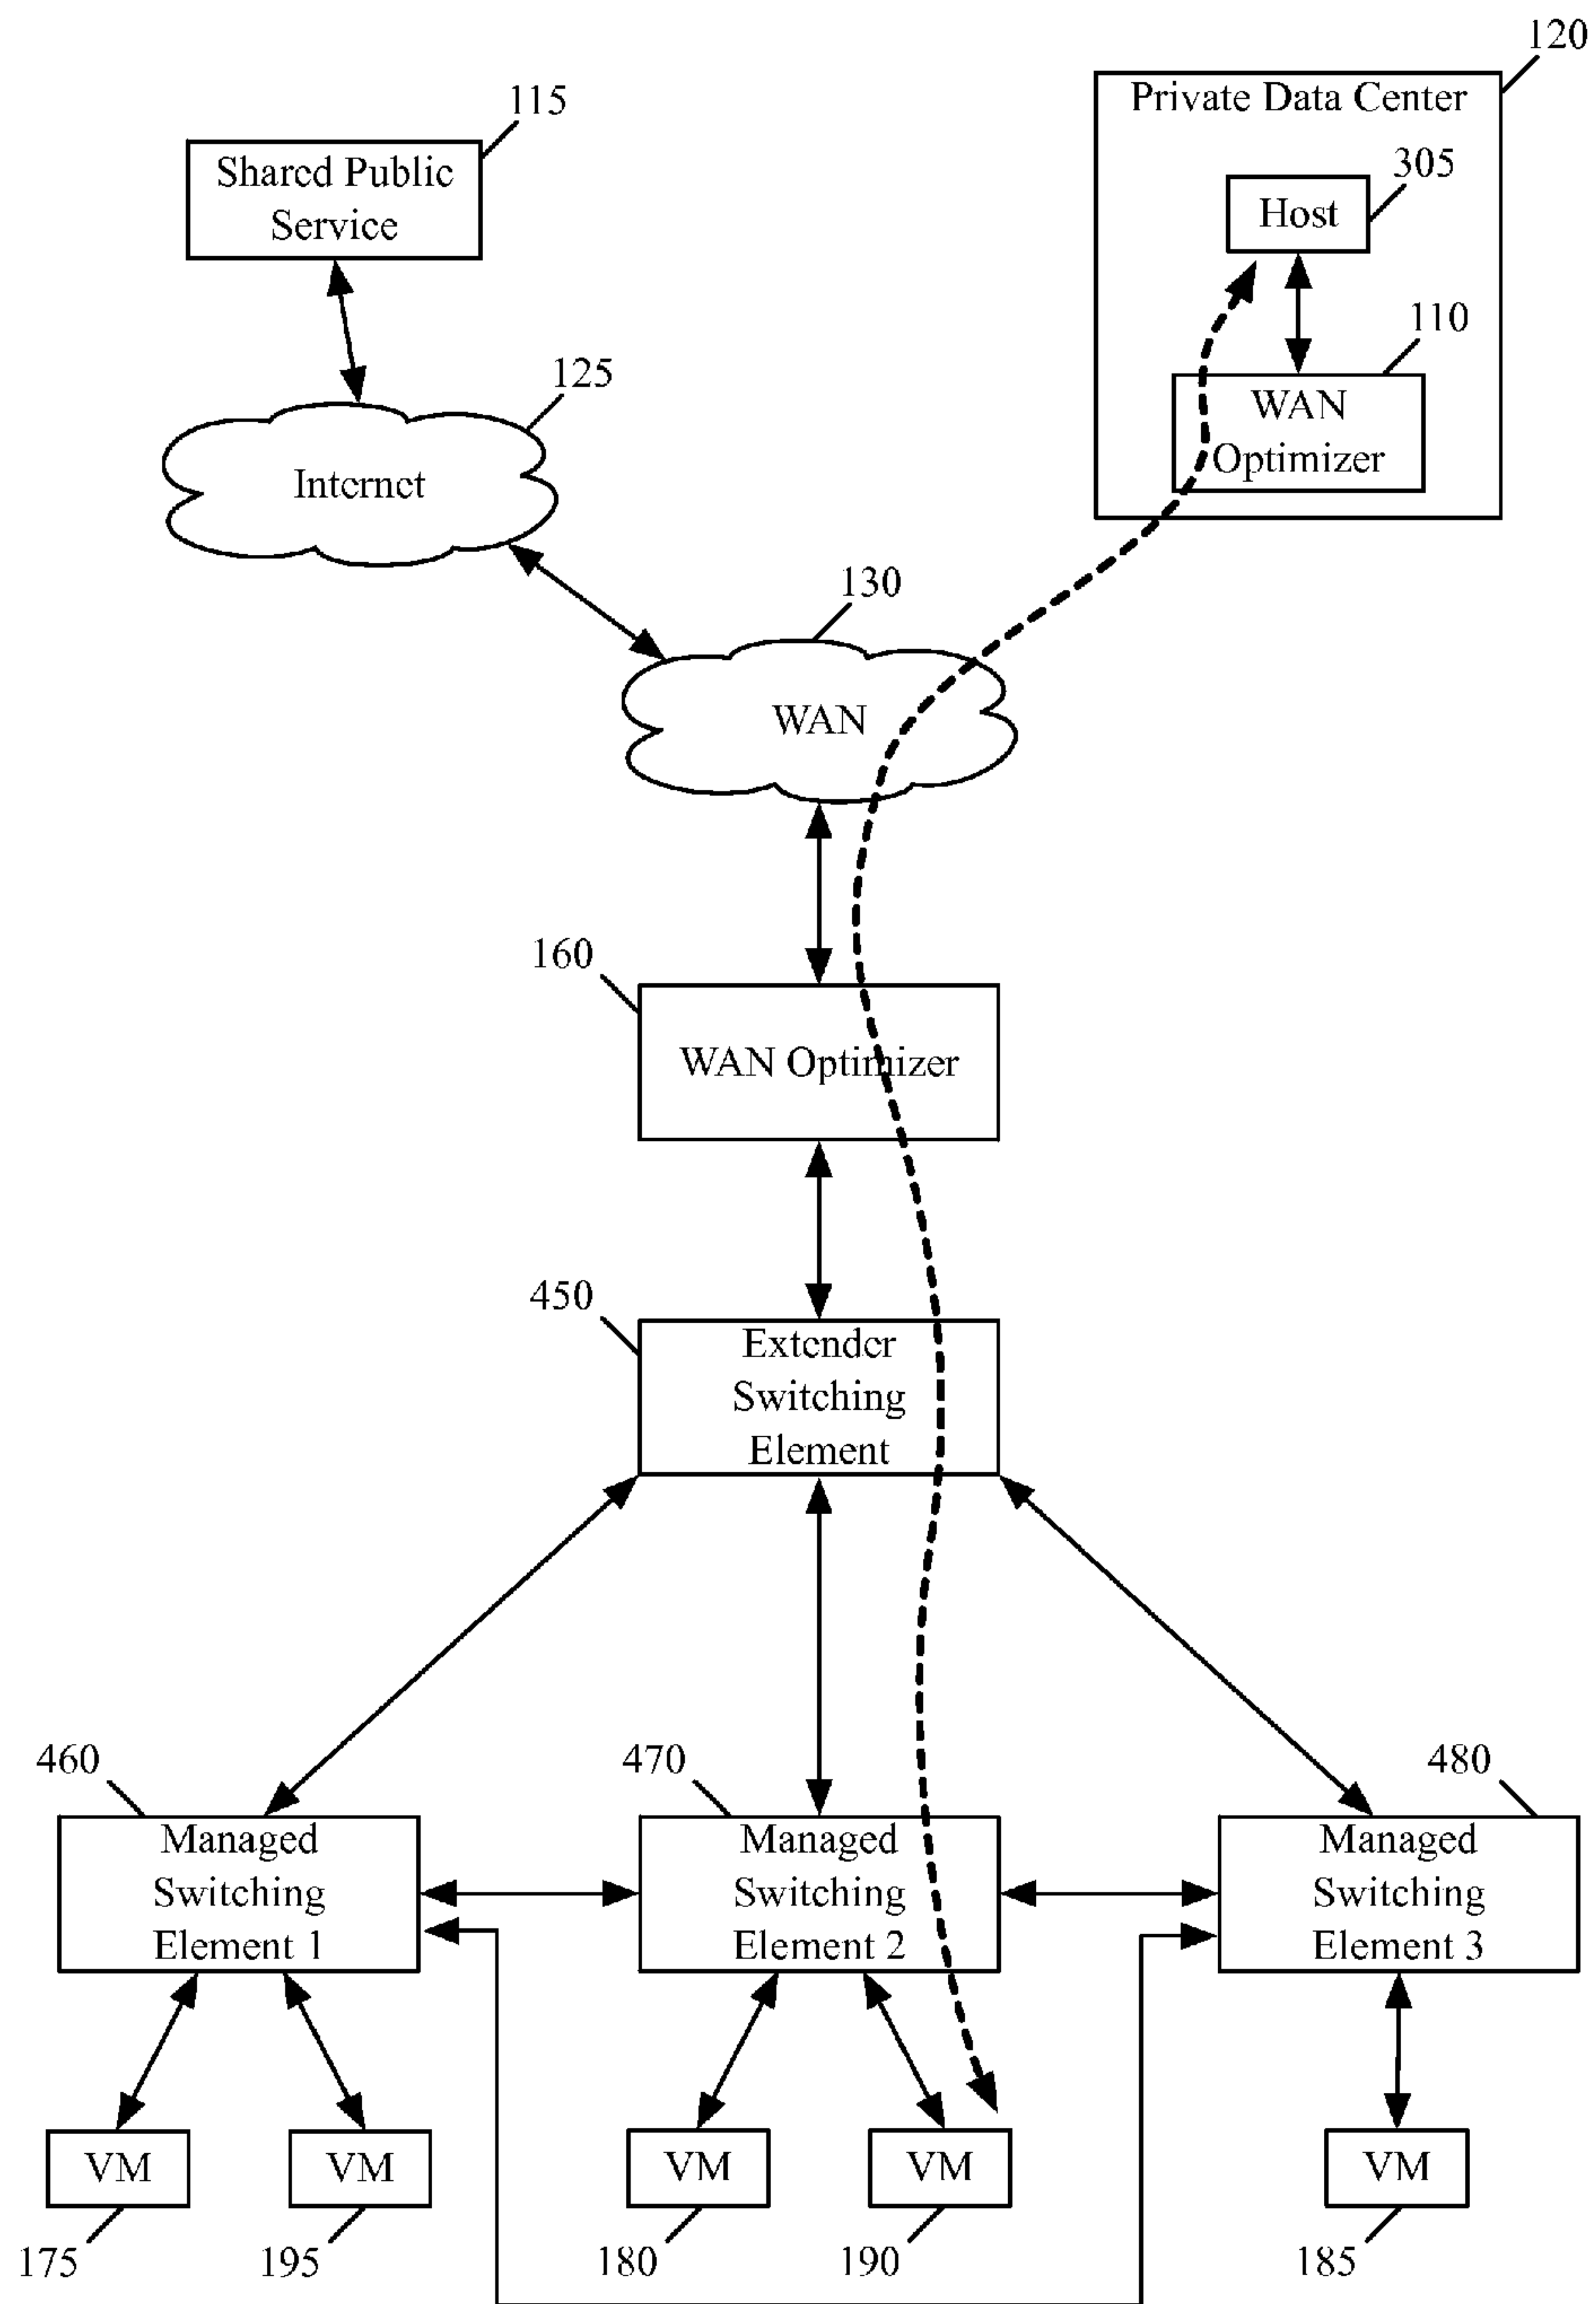 120
Private Data Center
115
Shared Public
Service
305
Host
110
WAN
Optimizer
125
Internet
130
WAN
160
WAN Optimizer
450
Extender
Switching
Element
460
Managed
Switching
Element 1
470
Managed
Switching
Element 2
480
Managed
Switching
Element 3
VM
VM
VM
VM
VM
175
195
180
190
185